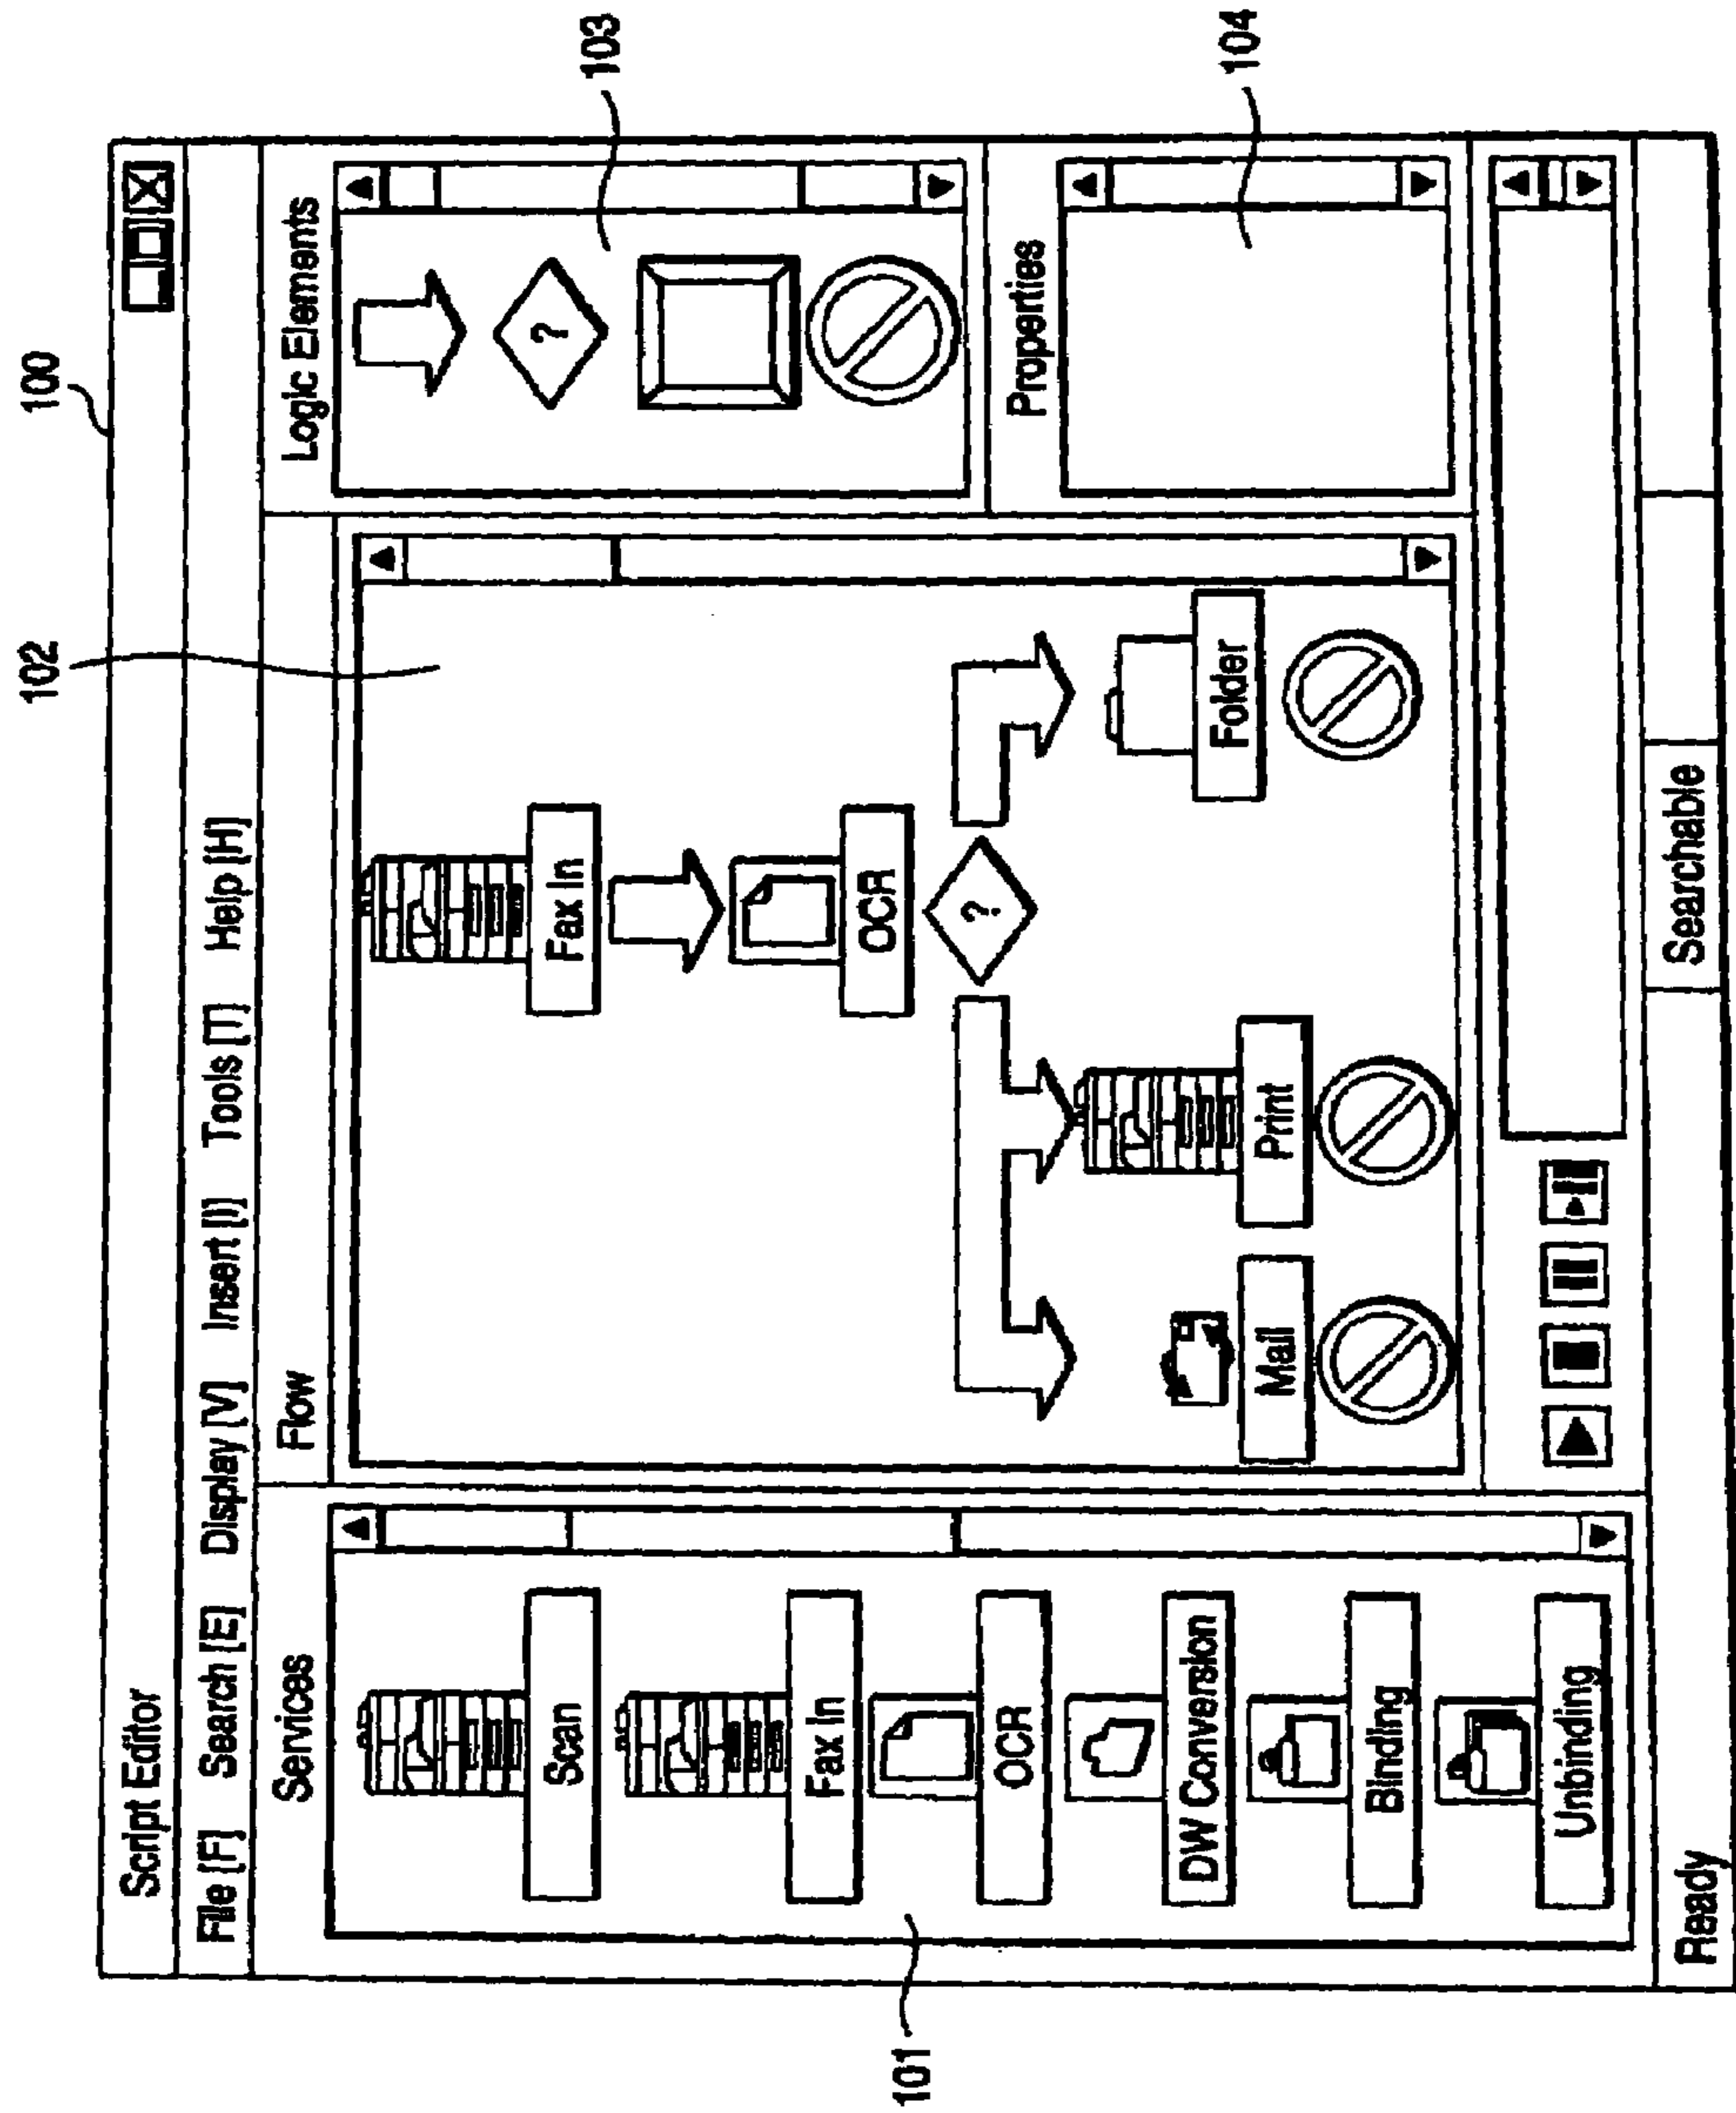 100
102
103
104
101
Script Editor
File [F] Search [E] Display [V] Insert [I] Tools [T] Help [H]
Services
Scan
Fax In
OCR
DW Conversion
Binding
Unbinding
Flow
Fax In
OCR
?
Mail
Print
Folder
Logic Elements
?
Properties
Ready
Searchable